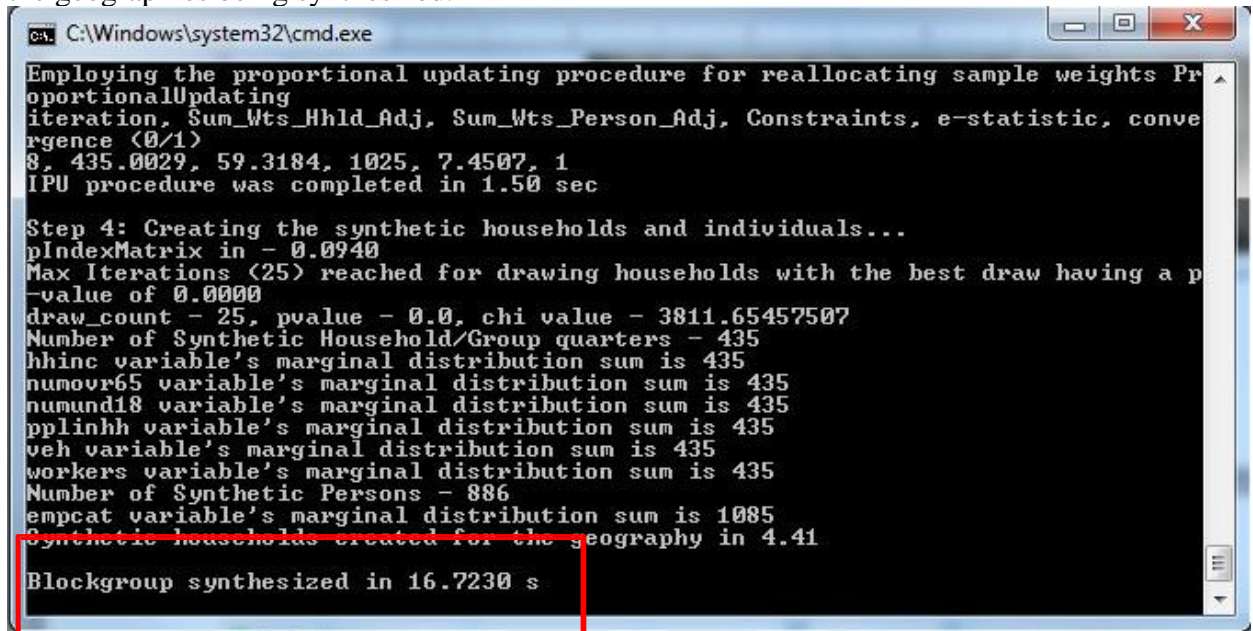 C:\Windows\system32\cmd.exe
Employing the proportional updating procedure for reallocating sample weights Pr
oportionalUpdating
iteration, Sum_Wts_Hhld_Adj, Sum_Wts_Person_Adj, Constraints, e-statistic, conve
rgence (0/1)
8, 435.0029, 59.3184, 1025, 7.4507, 1
IPU procedure was completed in 1.50 sec
Step 4: Creating the synthetic households and individuals...
pIndexMatrix in - 0.0940
Max Iterations (25) reached for drawing households with the best draw having a p
-value of 0.0000
draw_count - 25, pvalue - 0.0, chi value - 3811.65457507
Number of Synthetic Household/Group quarters - 435
hhinc variable's marginal distribution sum is 435
numovr65 variable's marginal distribution sum is 435
numund18 variable's marginal distribution sum is 435
pplinhh variable's marginal distribution sum is 435
veh variable's marginal distribution sum is 435
workers variable's marginal distribution sum is 435
Number of Synthetic Persons - 886
empcat variable's marginal distribution sum is 1085
Synthetic households created for the geography in 4.41
Blockgroup synthesized in 16.7230 s